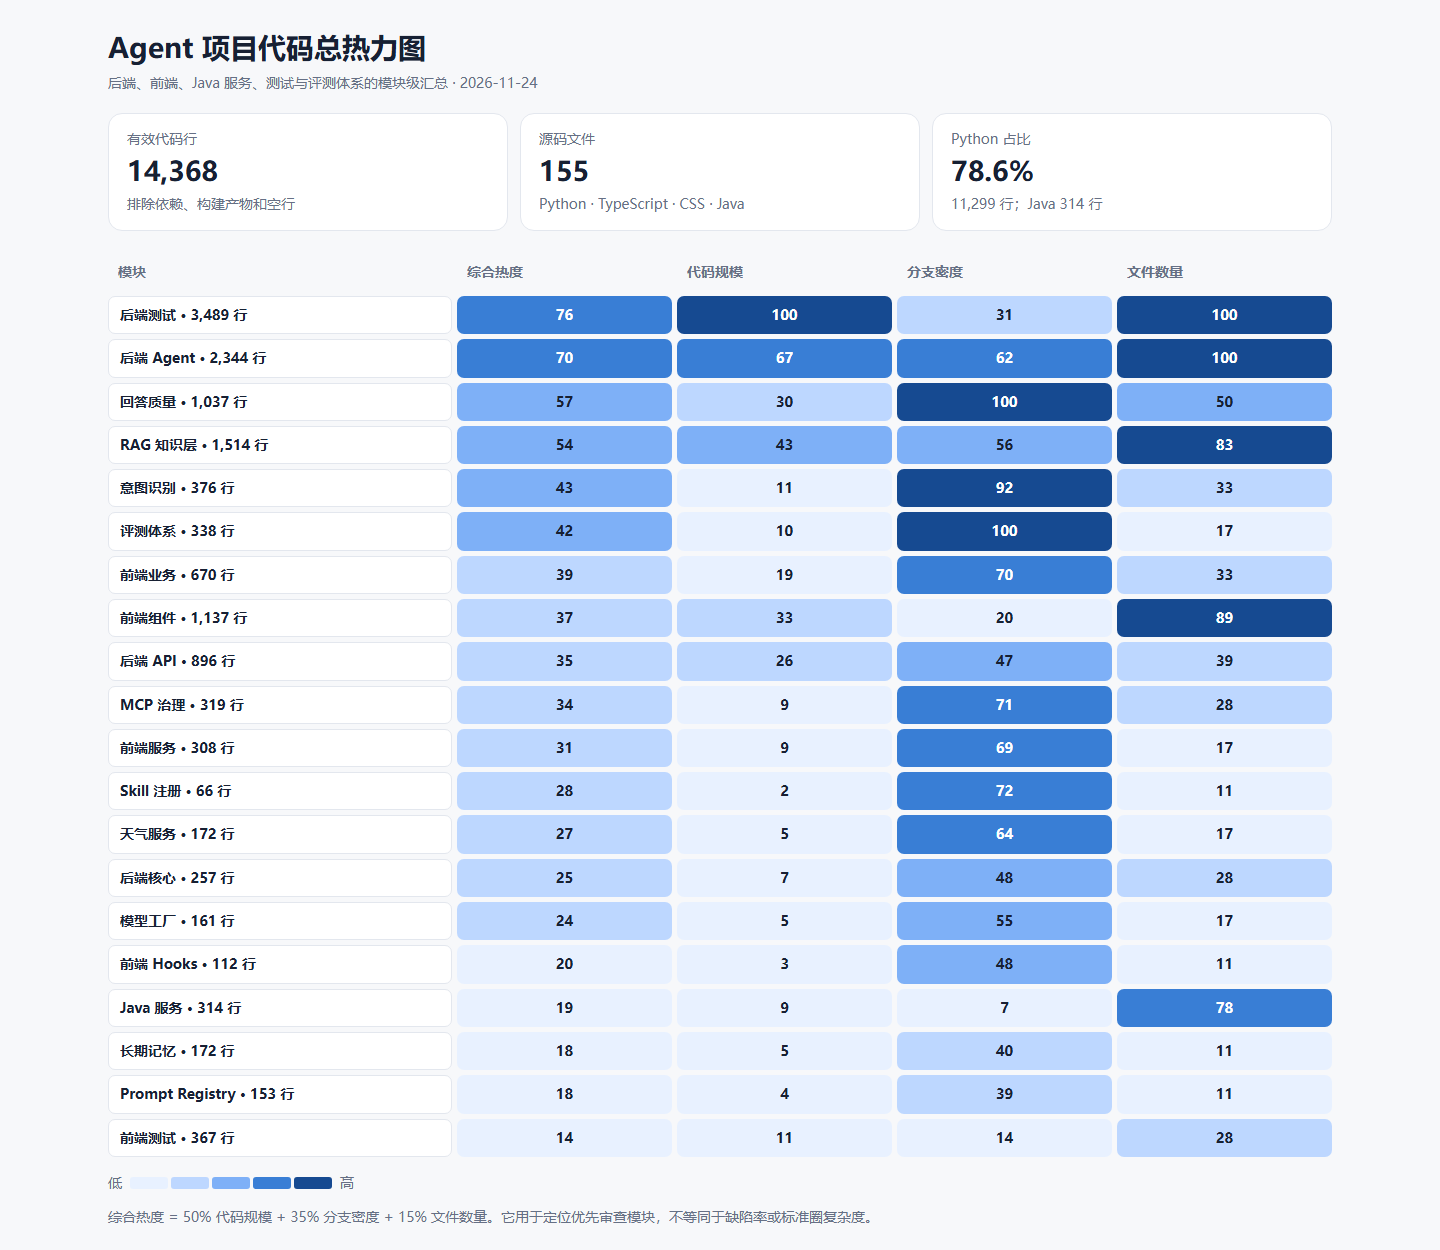 Agent 项目代码总热力图
后端、前端、Java 服务、测试与评测体系的模块级汇总 · 2026-11-24
有效代码行
14,368
排除依赖、构建产物和空行
源码文件
155
Python · TypeScript · CSS · Java
Python 占比
78.6%
11,299 行；Java 314 行
模块 综合热度 代码规模 分支密度 文件数量
后端测试 • 3,489 行 76 100 31 100
后端 Agent • 2,344 行 70 67 62 100
回答质量 • 1,037 行 57 30 100 50
RAG 知识层 • 1,514 行 54 43 56 83
意图识别 • 376 行 43 11 92 33
评测体系 • 338 行 42 10 100 17
前端业务 • 670 行 39 19 70 33
前端组件 • 1,137 行 37 33 20 89
后端 API • 896 行 35 26 47 39
MCP 治理 • 319 行 34 9 71 28
前端服务 • 308 行 31 9 69 17
Skill 注册 • 66 行 28 2 72 11
天气服务 • 172 行 27 5 64 17
后端核心 • 257 行 25 7 48 28
模型工厂 • 161 行 24 5 55 17
前端 Hooks • 112 行 20 3 48 11
Java 服务 • 314 行 19 9 7 78
长期记忆 • 172 行 18 5 40 11
Prompt Registry • 153 行 18 4 39 11
前端测试 • 367 行 14 11 14 28
低 高
综合热度 = 50% 代码规模 + 35% 分支密度 + 15% 文件数量。它用于定位优先审查模块，不等同于缺陷率或标准圈复杂度。